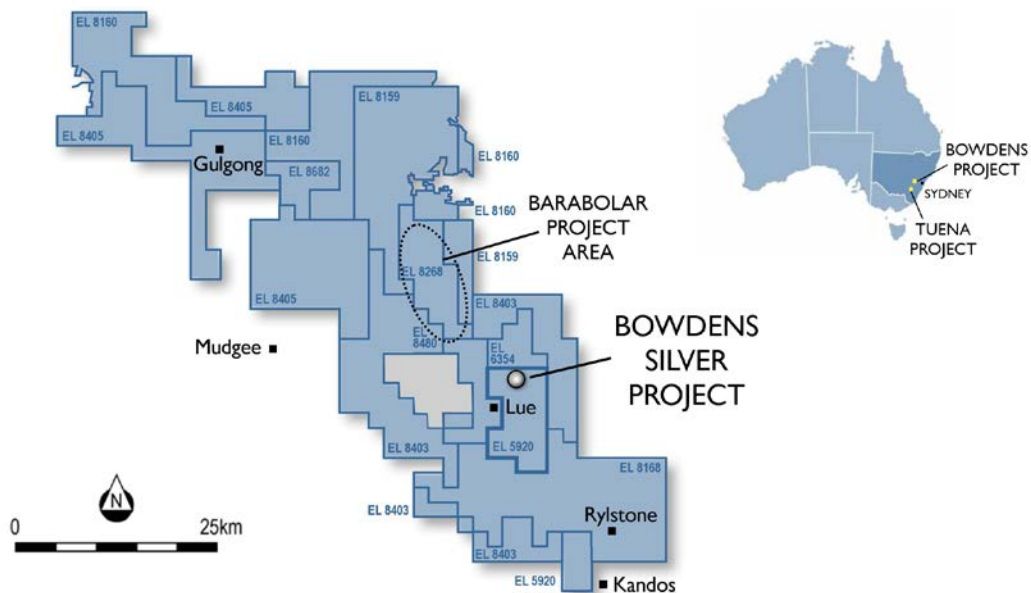 EL 8160
EL 8405
EL 8159
EL 8405
EL 8160
Gulgong
EL 8682
EL 8160
EL 8160
BARABOLAR
PROJECT
AREA
EL 8159
EL 8268
EL 8405
EL 8403
EL
8480
EL
6354
Mudgee
BOWDENS
SILVER
PROJECT
Lue
EL 8403
EL 5920
EL 8168
EL 8403
Rylstone
EL 8403
EL 5920
Kandos
N
0 25km
BOWDENS
PROJECT
SYDNEY
TUENA
PROJECT